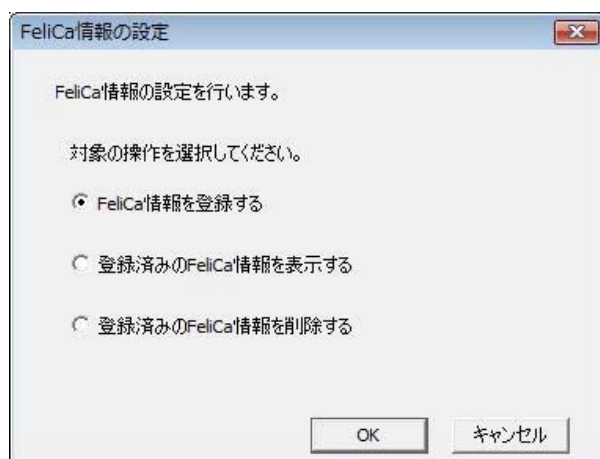 FeliCa情報の設定
FeliCa情報の設定を行います。
対象の操作を選択してください。
FeliCa情報を登録する
登録済みのFeliCa情報を表示する
登録済みのFeliCa情報を削除する
OK キャンセル